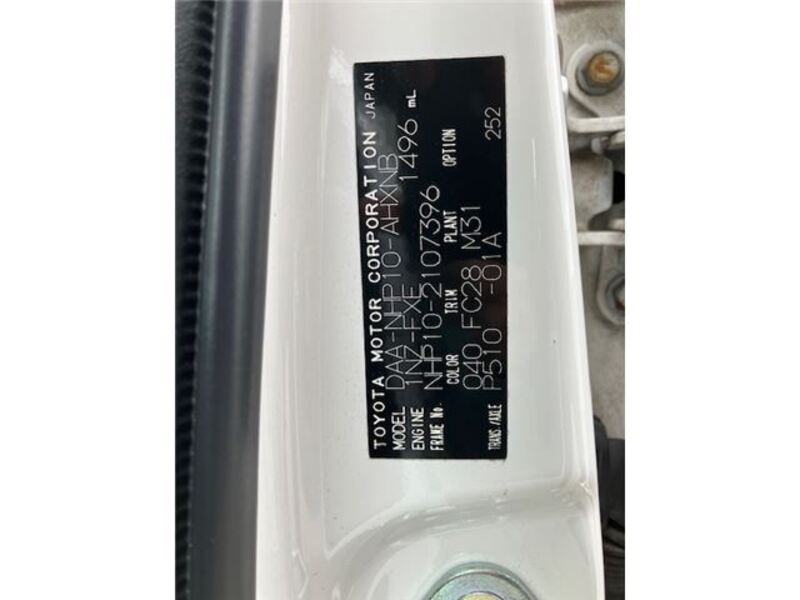 TOYOTA MOTOR CORPORATION JAPAN
MODEL DAA-NHP10-AHXNB
ENGINE 1NZ-FXE 1496 mL
FRAME No. NHP10-2107396
COLOR TRIM PLANT OPTION
040 FC28 M31 252
TRANS./AXLE P510 -01A